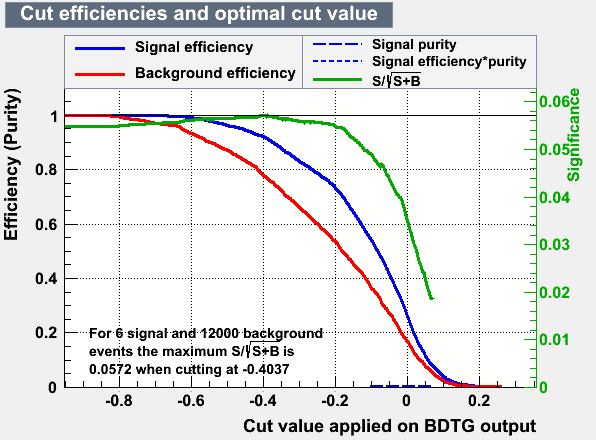 Cut efficiencies and optimal cut value
Signal efficiency
Background efficiency
Signal purity
Signal efficiency*purity
S/√S+B
Efficiency (Purity)
1
0.8
0.6
0.4
0.2
0
0.06
0.05
0.04
0.03
0.02
0.01
0
Significance
For 6 signal and 12000 background
events the maximum S/√S+B is
0.0572 when cutting at -0.4037
-0.8 -0.6 -0.4 -0.2 0 0.2
Cut value applied on BDTG output